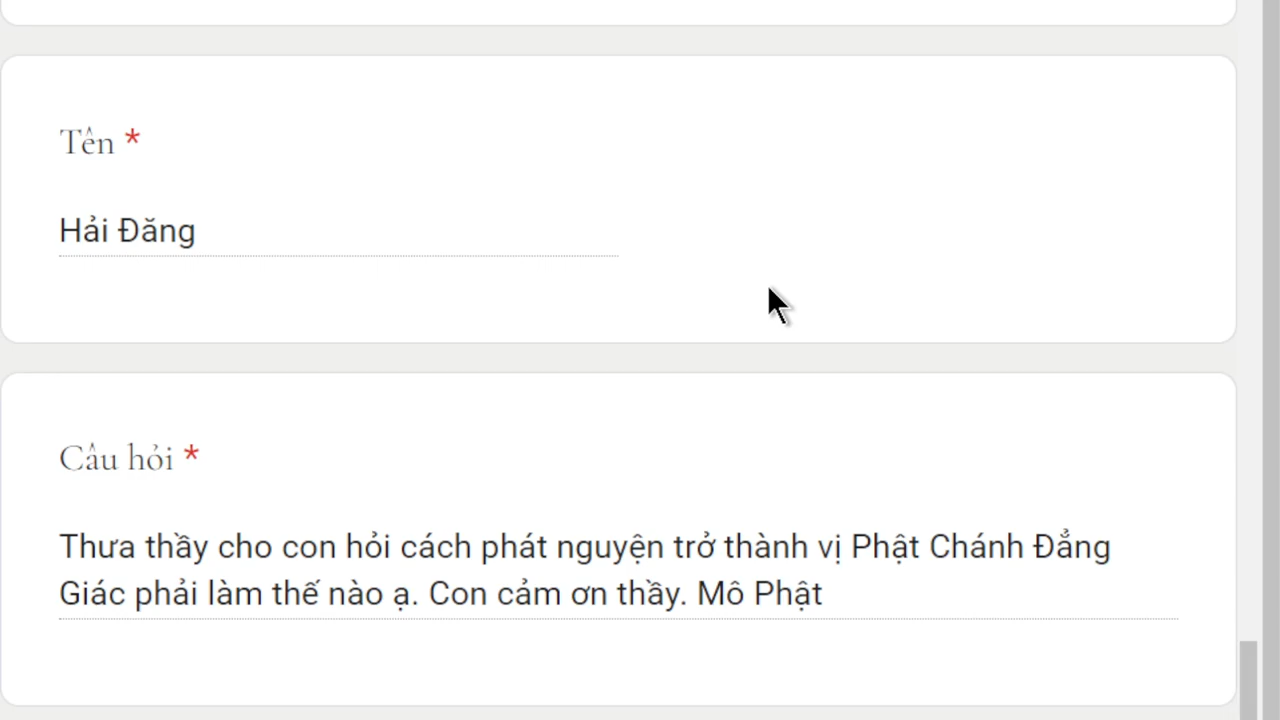 Tên *
Hải Đăng
Câu hỏi *
Thưa thầy cho con hỏi cách phát nguyện trở thành vị Phật Chánh Đẳng
Giác phải làm thế nào ạ. Con cảm ơn thầy. Mô Phật